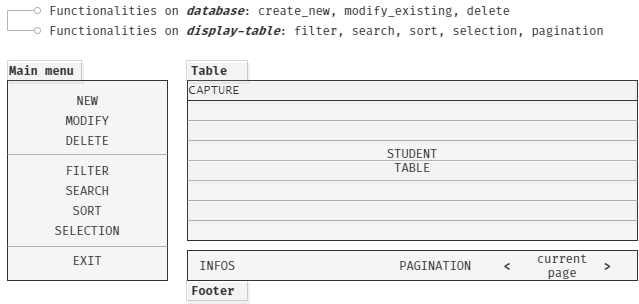 Functionalities on database: create_new, modify_existing, delete
Functionalities on display-table: filter, search, sort, selection, pagination
Main menu
NEW
MODIFY
DELETE
FILTER
SEARCH
SORT
SELECTION
EXIT
Table
CAPTURE
STUDENT
TABLE
INFOS PAGINATION < current page >
Footer